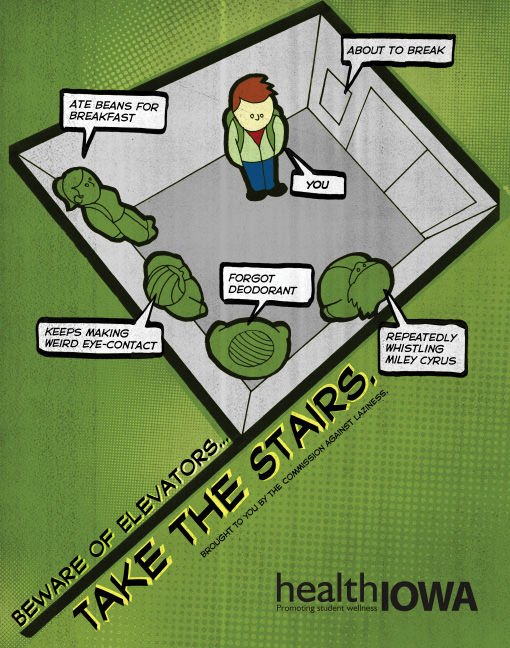 ABOUT TO BREAK
ATE BEANS FOR
BREAKFAST
YOU
FORGOT
DEODORANT
KEEPS MAKING
WEIRD EYE-CONTACT
REPEATEDLY
WHISTLING
MILEY CYRUS
BEWARE OF ELEVATORS...
TAKE THE STAIRS.
BROUGHT TO YOU BY THE COMMISSION AGAINST LAZINESS.
healthIOWA
Promoting student wellness